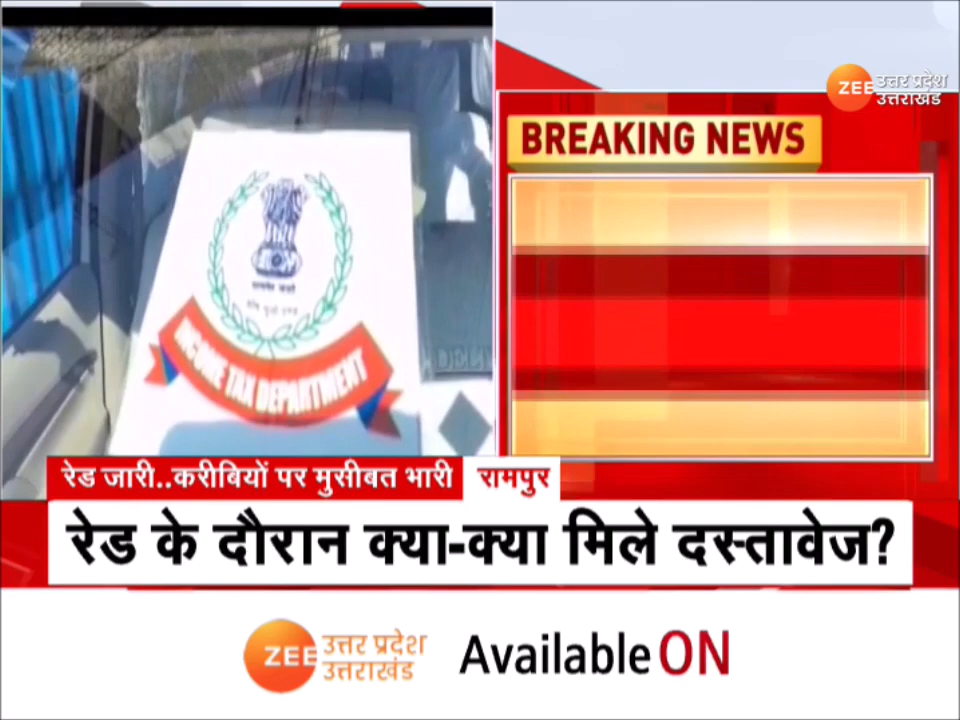 ZEE उत्तर प्रदेश
उत्तराखंड
BREAKING NEWS
INCOME TAX DEPARTMENT
रेड जारी..करीबियों पर मुसीबत भारी
रामपुर
रेड के दौरान क्या-क्या मिले दस्तावेज?
ZEE उत्तर प्रदेश
उत्तराखंड
Available ON